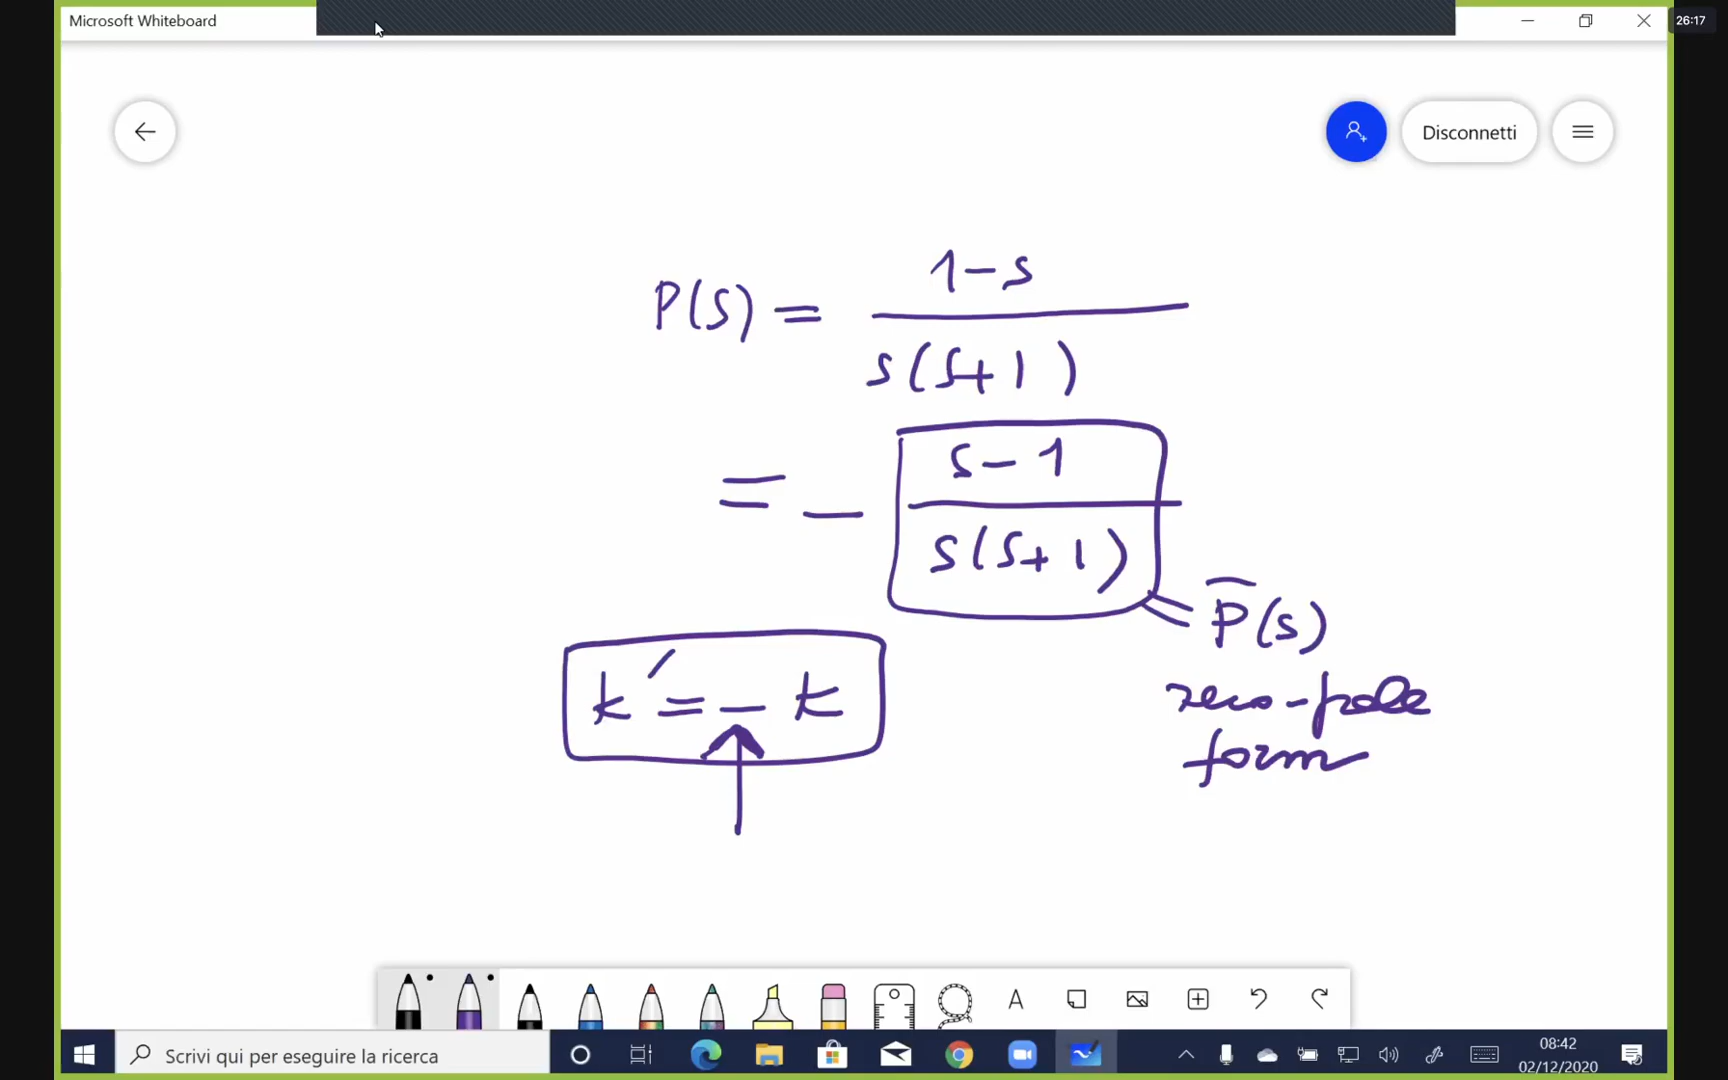 Microsoft Whiteboard
26:17
Disconnetti
P(s) = 1-s
s(s+1)
= - s-1
s(s+1)
= P̅(s)
zero-pole
form
k' = - k
A
Scrivi qui per eseguire la ricerca
08:42
02/12/2020